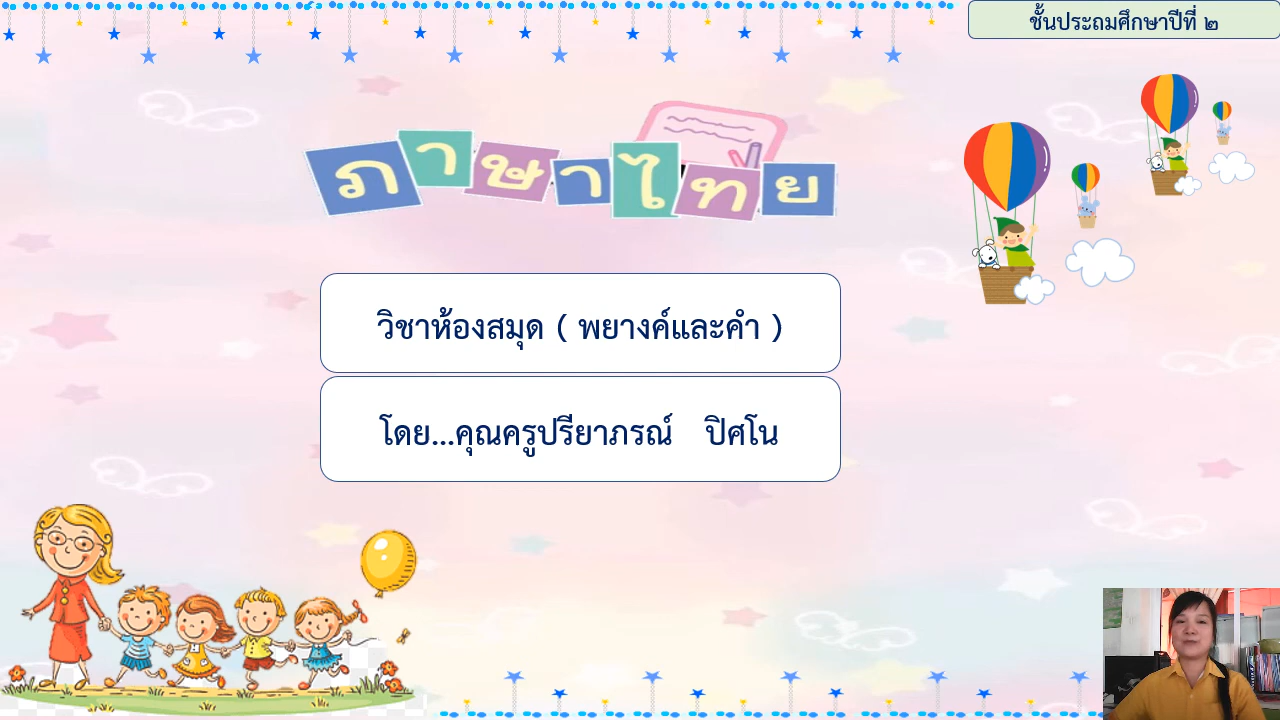 ชั้นประถมศึกษาปีที่ ๒
ภาษาไทย
วิชาห้องสมุด ( พยางค์และคำ )
โดย...คุณครูปรียาภรณ์ ปิศโน